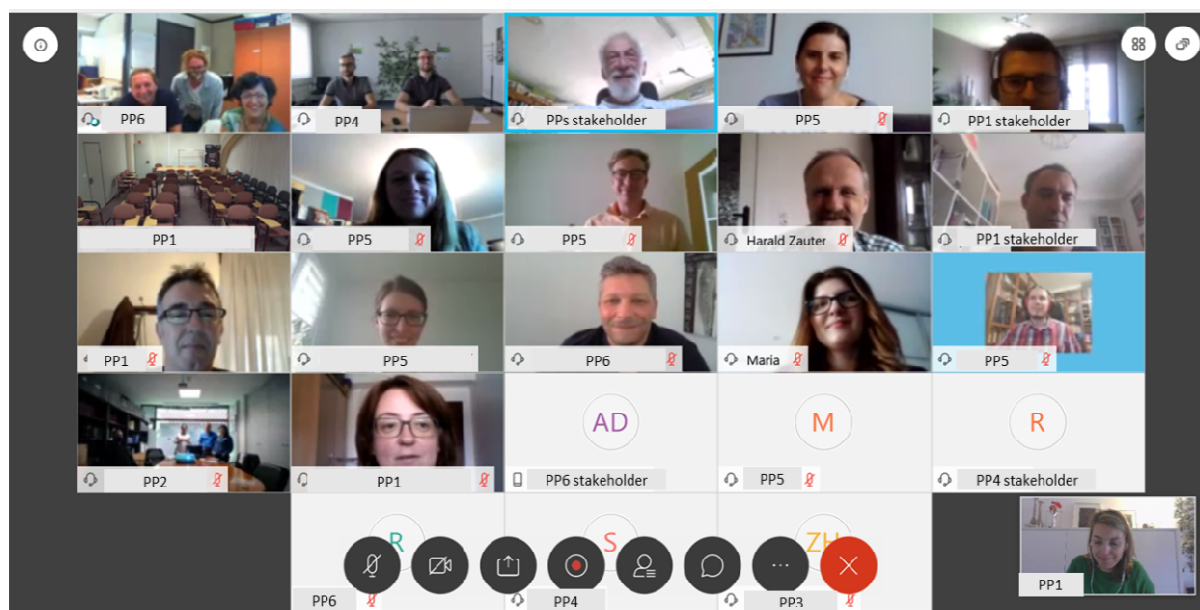 PP6
PP4
PPs stakeholder
PP5
PP1 stakeholder
PP1
PP5
PP5
Harald Zauter
PP1 stakeholder
PP1
PP5
PP6
Maria
PP5
PP2
PP1
AD
PP6 stakeholder
M
PP5
R
PP4 stakeholder
R
PP6
S
PP4
ZH
PP3
PP1